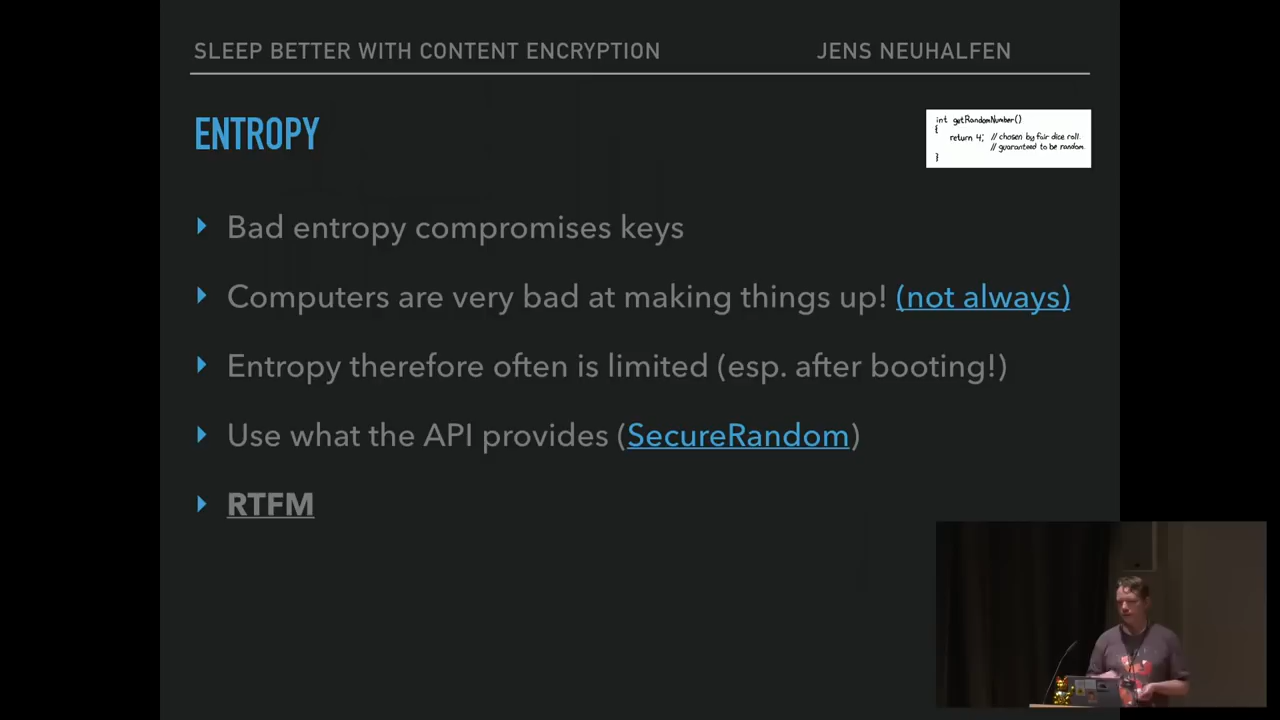 SLEEP BETTER WITH CONTENT ENCRYPTION JENS NEUHALFEN
ENTROPY
int getRandomNumber()
{
return 4; // chosen by fair dice roll.
// guaranteed to be random.
}
Bad entropy compromises keys
Computers are very bad at making things up! (not always)
Entropy therefore often is limited (esp. after booting!)
Use what the API provides (SecureRandom)
RTFM